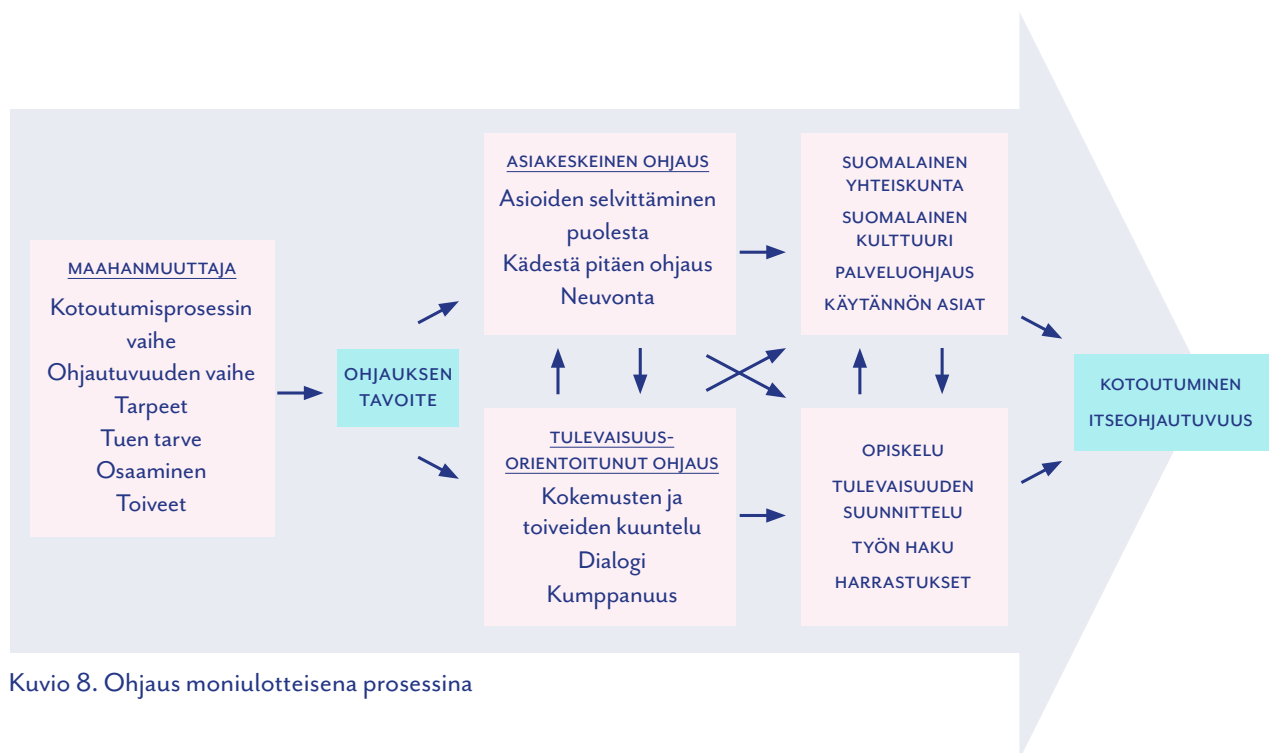 MAAHANMUUTTAJA
Kotoutumisprosessin
vaihe
Ohjautuvuuden vaihe
Tarpeet
Tuen tarve
Osaaminen
Toiveet
OHJAUKSEN
TAVOITE
ASIAKESKEINEN OHJAUS
Asioiden selvittäminen
puolesta
Kädestä pitäen ohjaus
Neuvonta
TULEVAISUUS-
ORIENTOITUNUT OHJAUS
Kokemusten ja
toiveiden kuuntelu
Dialogi
Kumppanuus
SUOMALAINEN
YHTEISKUNTA
SUOMALAINEN
KULTTUURI
PALVELUOHJAUS
KÄYTÄNNÖN ASIAT
OPISKELU
TULEVAISUUDEN
SUUNNITTELU
TYÖN HAKU
HARRASTUKSET
KOTOUTUMINEN
ITSEOHJAUTUVUUS
Kuvio 8. Ohjaus moniulotteisena prosessina